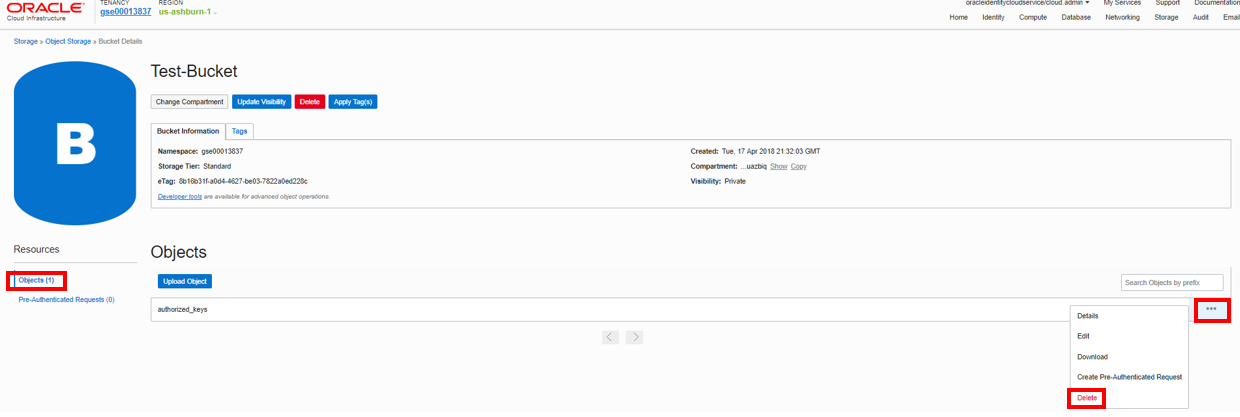 ORACLE
Cloud Infrastructure
TENANCY
gse00013837
REGION
us-ashburn-1
oracleidentitycloudservice/cloud.admin
My Services
Support
Documentation
Home Identity Compute Database Networking Storage Audit Email
Storage » Object Storage » Bucket Details
B
Test-Bucket
Change Compartment Update Visibility Delete Apply Tag(s)
Bucket Information Tags
Namespace: gse00013837 Created: Tue, 17 Apr 2018 21:32:03 GMT
Storage Tier: Standard Compartment: ...uazbiq Show Copy
eTag: 8b16b31f-a0d4-4627-be03-7822a0ed228c Visibility: Private
Developer tools are available for advanced object operations.
Resources
Objects (1)
Pre-Authenticated Requests (0)
Objects
Upload Object Search Objects by prefix
authorized_keys •••
Details
Edit
Download
Create Pre-Authenticated Request
Delete